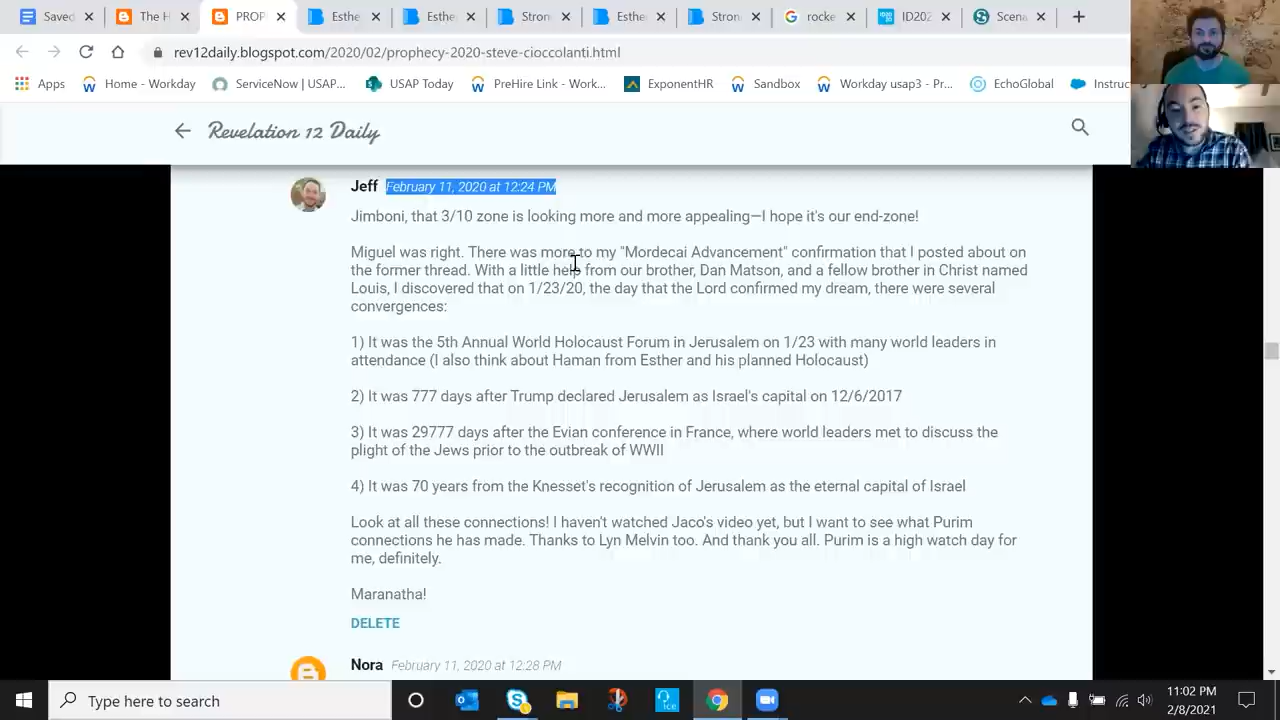 Saved
The H
PROP
Esthe
Esthe
Stron
Esthe
Strona
rocke
ID202
Scena
rev12daily.blogspot.com/2020/02/prophecy-2020-steve-cioccolanti.html
Apps
Home - Workday
ServiceNow | USAP...
USAP Today
PreHire Link - Work...
ExponentHR
Sandbox
Workday usap3 - Pr...
EchoGlobal
Instruc
Revelation 12 Daily
Jeff February 11, 2020 at 12:24 PM
Jimboni, that 3/10 zone is looking more and more appealing—I hope it's our end-zone!
Miguel was right. There was more to my "Mordecai Advancement" confirmation that I posted about on
the former thread. With a little help from our brother, Dan Matson, and a fellow brother in Christ named
Louis, I discovered that on 1/23/20, the day that the Lord confirmed my dream, there were several
convergences:
1) It was the 5th Annual World Holocaust Forum in Jerusalem on 1/23 with many world leaders in
attendance (I also think about Haman from Esther and his planned Holocaust)
2) It was 777 days after Trump declared Jerusalem as Israel's capital on 12/6/2017
3) It was 29777 days after the Evian conference in France, where world leaders met to discuss the
plight of the Jews prior to the outbreak of WWII
4) It was 70 years from the Knesset's recognition of Jerusalem as the eternal capital of Israel
Look at all these connections! I haven't watched Jaco's video yet, but I want to see what Purim
connections he has made. Thanks to Lyn Melvin too. And thank you all. Purim is a high watch day for
me, definitely.
Maranatha!
DELETE
Nora February 11, 2020 at 12:28 PM
Type here to search
11:02 PM
2/8/2021